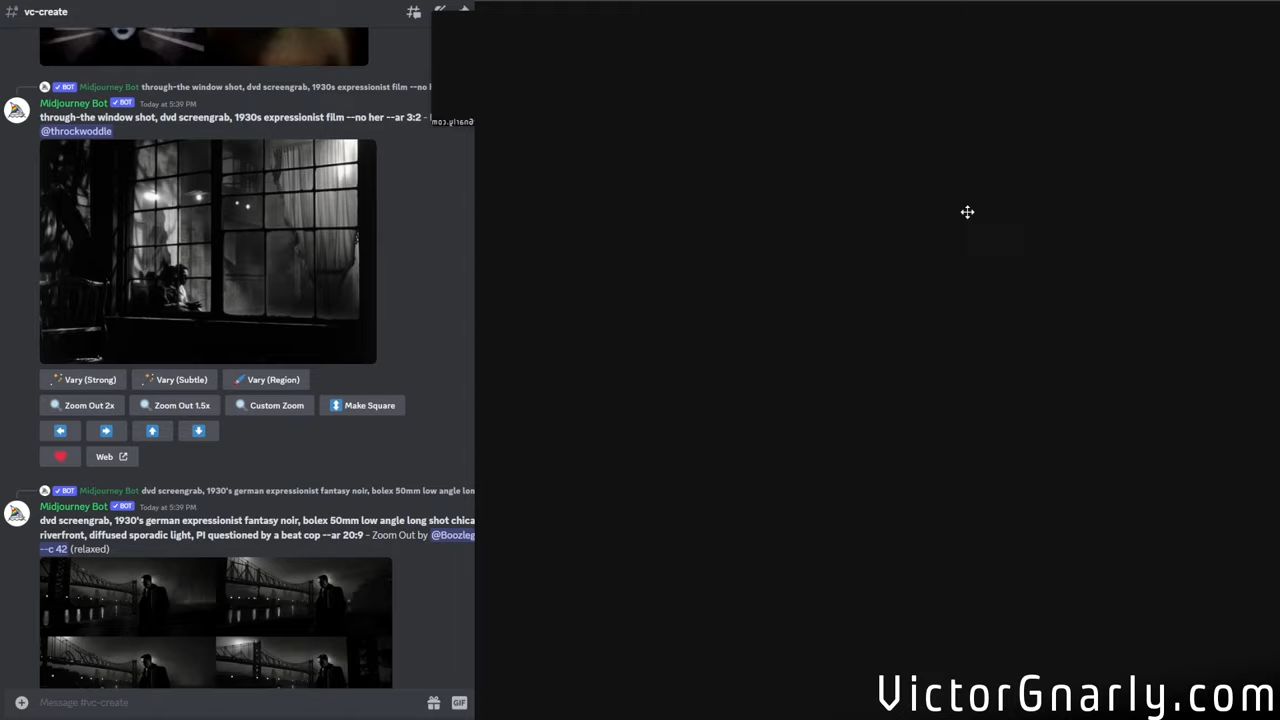 vc-create
BOT Midjourney Bot through-the window shot, dvd screengrab, 1930s expressionist film --no h
Midjourney Bot BOT Today at 5:39 PM
through-the window shot, dvd screengrab, 1930s expressionist film --no her --ar 3:2 -
Gnarly.com
@throckwoddle
Vary (Strong) Vary (Subtle) Vary (Region)
Zoom Out 2x Zoom Out 1.5x Custom Zoom Make Square
Web
BOT Midjourney Bot dvd screengrab, 1930's german expressionist fantasy noir, bolex 50mm low angle lon
Midjourney Bot BOT Today at 5:39 PM
dvd screengrab, 1930's german expressionist fantasy noir, bolex 50mm low angle long shot chica
riverfront, diffused sporadic light, PI questioned by a beat cop --ar 20:9 - Zoom Out by @Boozleg
--c 42 (relaxed)
Message #vc-create
GIF
VictorGnarly.com